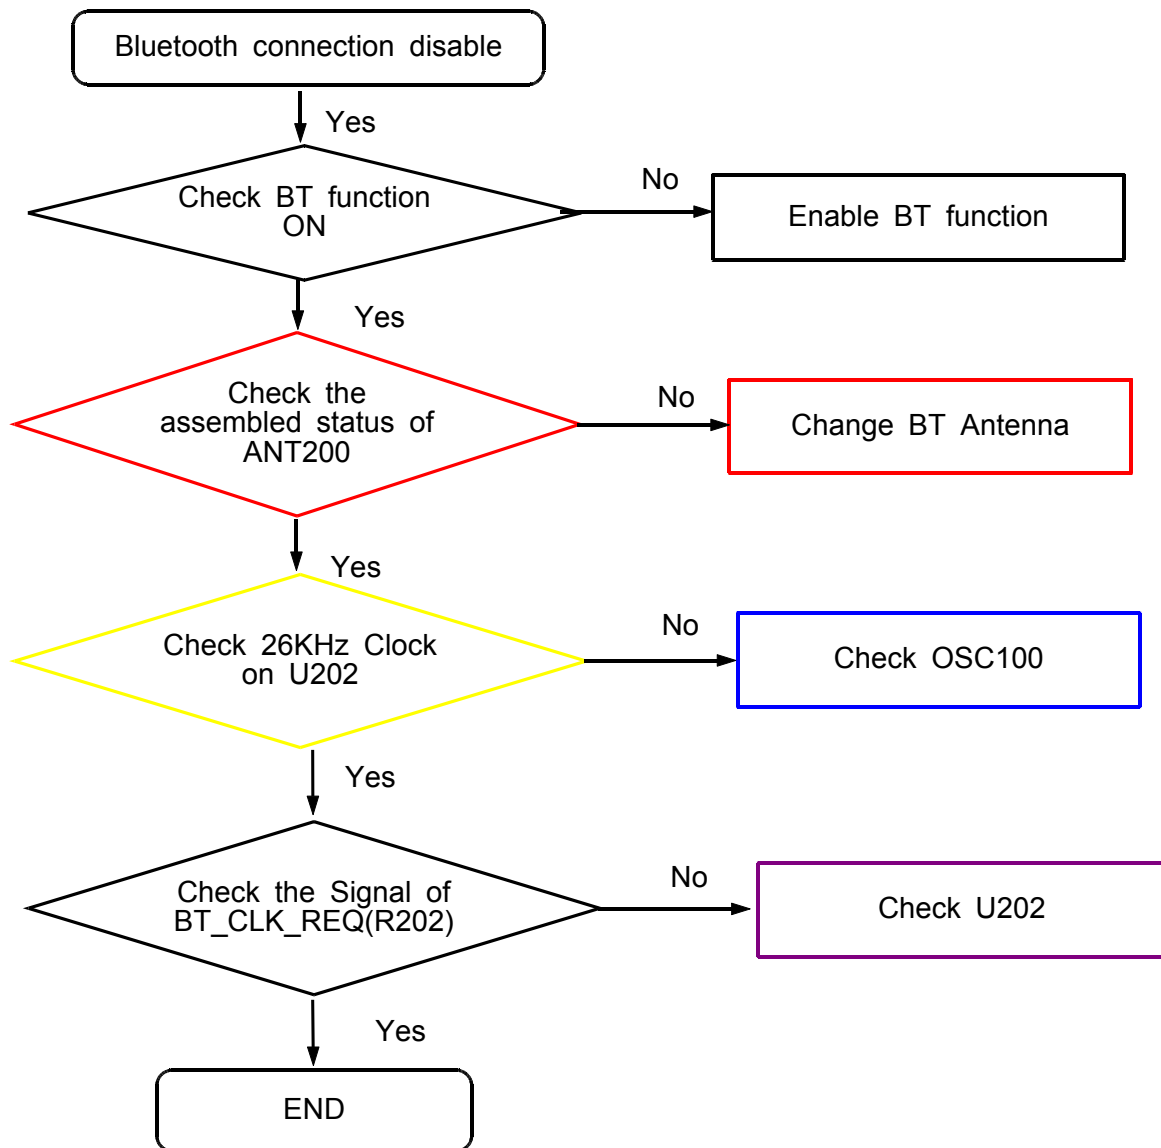 Bluetooth connection disable
Yes
Check BT function
ON
No
Enable BT function
Yes
Check the
assembled status of
ANT200
No
Change BT Antenna
Yes
Check 26KHz Clock
on U202
No
Check OSC100
Yes
Check the Signal of
BT_CLK_REQ(R202)
No
Check U202
Yes
END